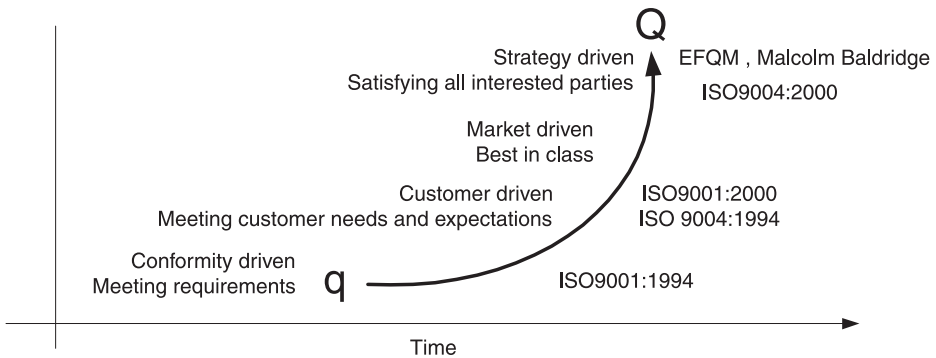 Q
Strategy driven
EFQM , Malcolm Baldridge
Satisfying all interested parties
ISO9004:2000
Market driven
Best in class
Customer driven
ISO9001:2000
Meeting customer needs and expectations
ISO 9004:1994
Conformity driven
Meeting requirements
q
ISO9001:1994
Time